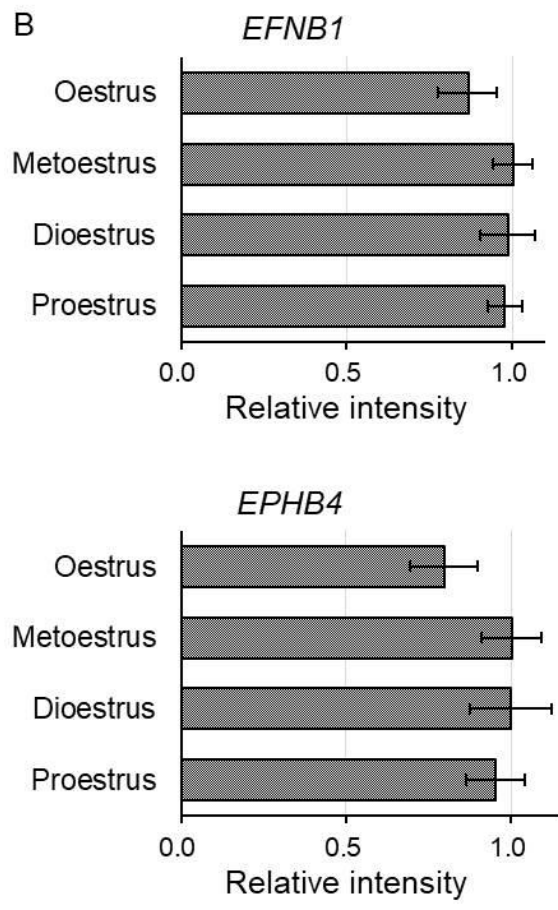 B
EFNB1
Oestrus
Metoestrus
Dioestrus
Proestrus
0.0 0.5 1.0
Relative intensity
EPHB4
Oestrus
Metoestrus
Dioestrus
Proestrus
0.0 0.5 1.0
Relative intensity